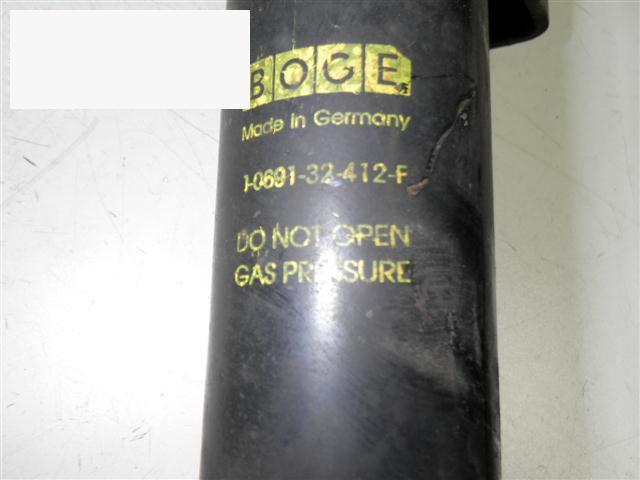 BOGE
Made in Germany
1-0691-32-412-F
DO NOT OPEN
GAS PRESSURE